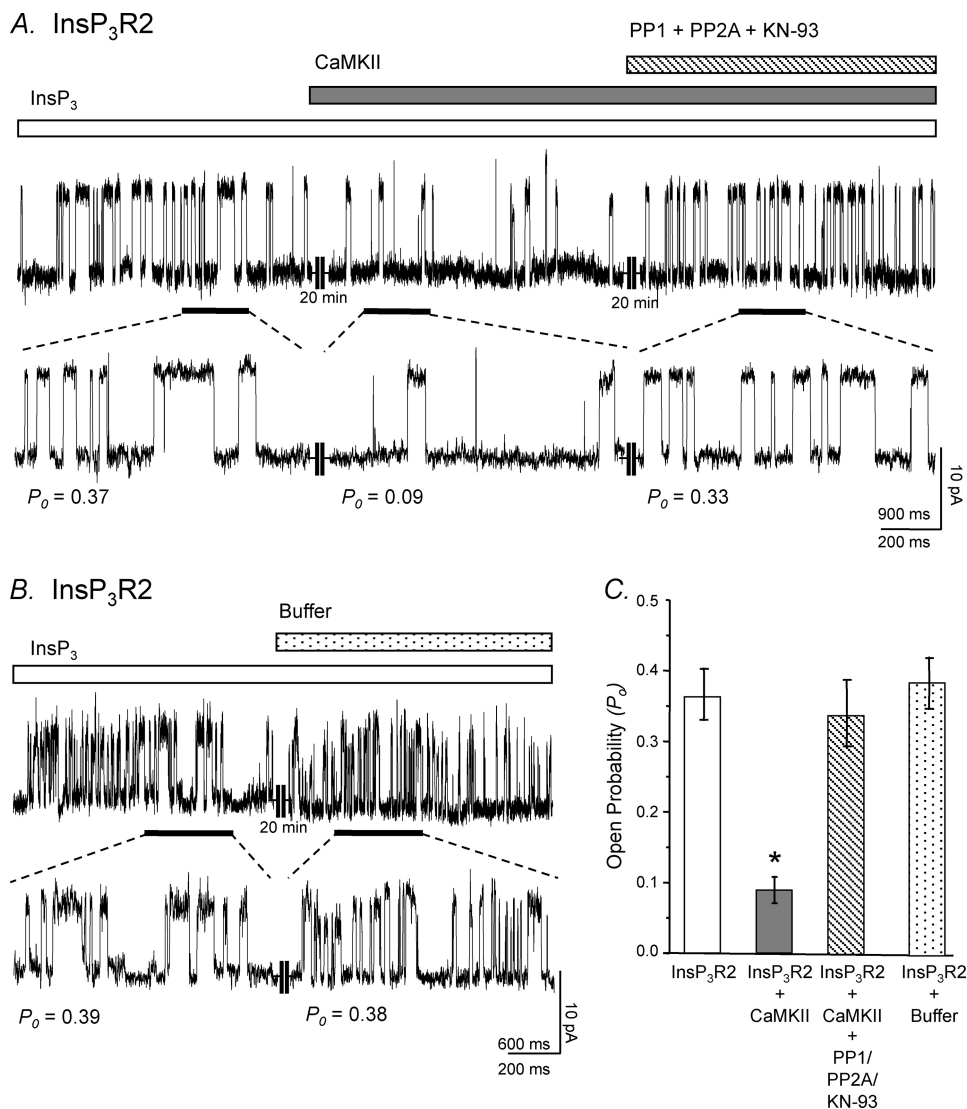 A. InsP₃R2
PP1 + PP2A + KN-93
CaMKII
InsP₃
20 min
20 min
Pₒ = 0.37
Pₒ = 0.09
Pₒ = 0.33
10 pA
900 ms
200 ms
B. InsP₃R2
Buffer
InsP₃
20 min
Pₒ = 0.39
Pₒ = 0.38
10 pA
600 ms
200 ms
C.
Open Probability (Pₒ)
0.5
0.4
0.3
0.2
0.1
0.0
*
InsP₃R2
InsP₃R2
+
CaMKII
InsP₃R2
+
CaMKII
+
PP1/
PP2A/
KN-93
InsP₃R2
+
Buffer